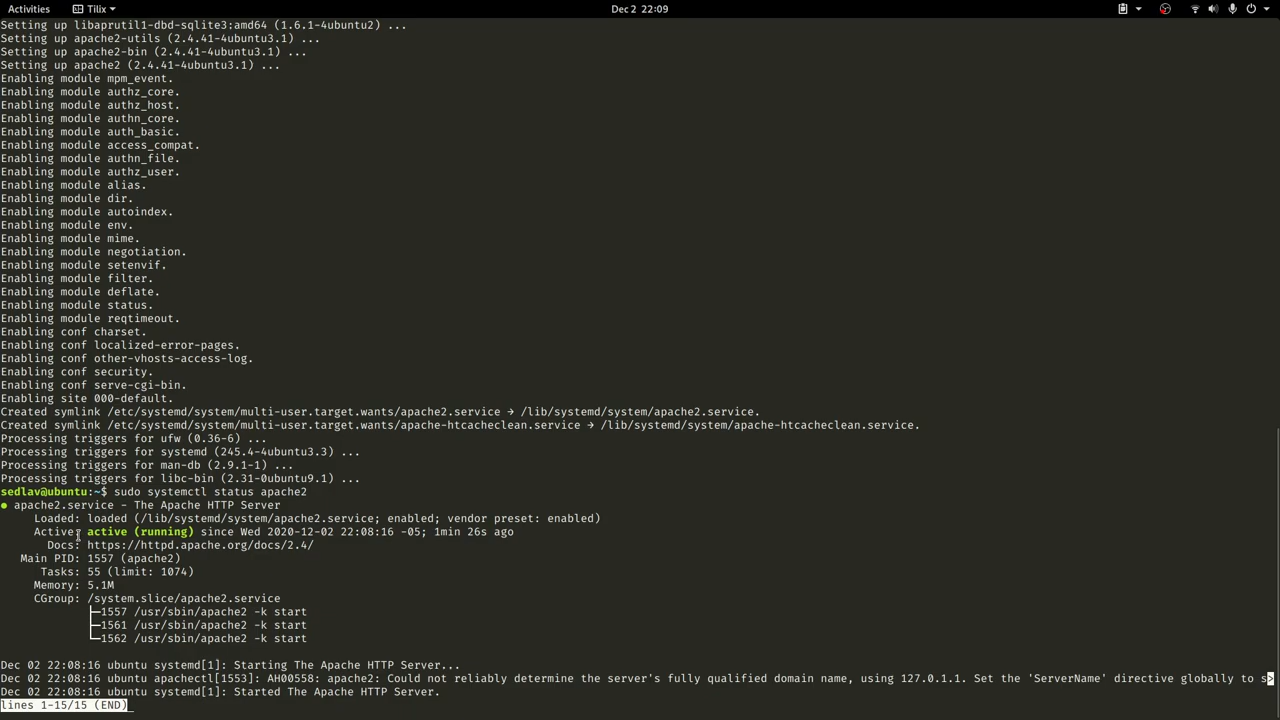 Activities Tilix Dec 2 22:09
Setting up libaprutil1-dbd-sqlite3:amd64 (1.6.1-4ubuntu2) ...
Setting up apache2-utils (2.4.41-4ubuntu3.1) ...
Setting up apache2-bin (2.4.41-4ubuntu3.1) ...
Setting up apache2 (2.4.41-4ubuntu3.1) ...
Enabling module mpm_event.
Enabling module authz_core.
Enabling module authz_host.
Enabling module authn_core.
Enabling module auth_basic.
Enabling module access_compat.
Enabling module authn_file.
Enabling module authz_user.
Enabling module alias.
Enabling module dir.
Enabling module autoindex.
Enabling module env.
Enabling module mime.
Enabling module negotiation.
Enabling module setenvif.
Enabling module filter.
Enabling module deflate.
Enabling module status.
Enabling module reqtimeout.
Enabling conf charset.
Enabling conf localized-error-pages.
Enabling conf other-vhosts-access-log.
Enabling conf security.
Enabling conf serve-cgi-bin.
Enabling site 000-default.
Created symlink /etc/systemd/system/multi-user.target.wants/apache2.service → /lib/systemd/system/apache2.service.
Created symlink /etc/systemd/system/multi-user.target.wants/apache-htcacheclean.service → /lib/systemd/system/apache-htcacheclean.service.
Processing triggers for ufw (0.36-6) ...
Processing triggers for systemd (245.4-4ubuntu3.3) ...
Processing triggers for man-db (2.9.1-1) ...
Processing triggers for libc-bin (2.31-0ubuntu9.1) ...
sedlav@ubuntu:~$ sudo systemctl status apache2
● apache2.service - The Apache HTTP Server
Loaded: loaded (/lib/systemd/system/apache2.service; enabled; vendor preset: enabled)
Active: active (running) since Wed 2020-12-02 22:08:16 -05; 1min 26s ago
Docs: https://httpd.apache.org/docs/2.4/
Main PID: 1557 (apache2)
Tasks: 55 (limit: 1074)
Memory: 5.1M
CGroup: /system.slice/apache2.service
├─1557 /usr/sbin/apache2 -k start
├─1561 /usr/sbin/apache2 -k start
└─1562 /usr/sbin/apache2 -k start
Dec 02 22:08:16 ubuntu systemd[1]: Starting The Apache HTTP Server...
Dec 02 22:08:16 ubuntu apachectl[1553]: AH00558: apache2: Could not reliably determine the server's fully qualified domain name, using 127.0.1.1. Set the 'ServerName' directive globally to s>
Dec 02 22:08:16 ubuntu systemd[1]: Started The Apache HTTP Server.
lines 1-15/15 (END)